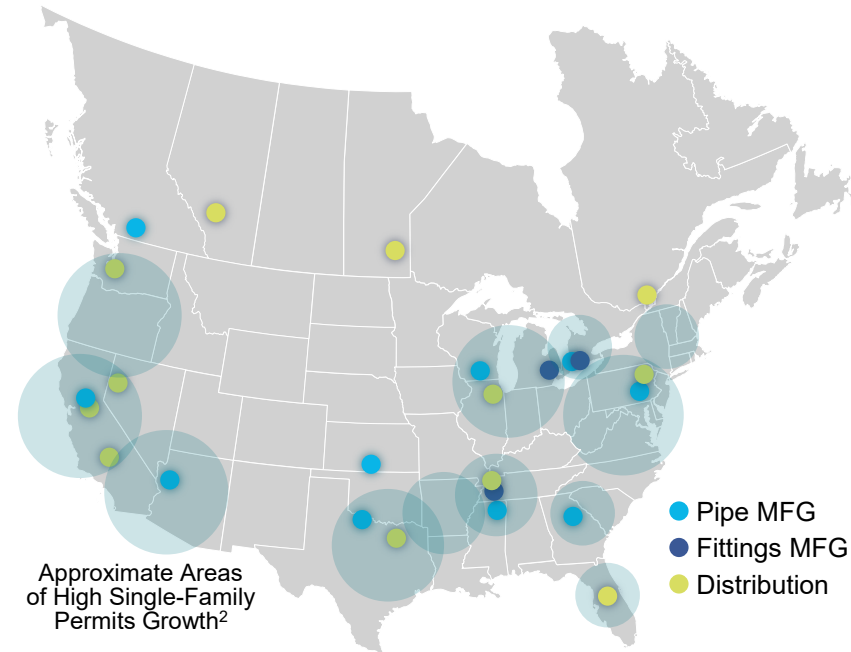 Pipe MFG
Fittings MFG
Distribution
Approximate Areas
of High Single-Family
Permits Growth²